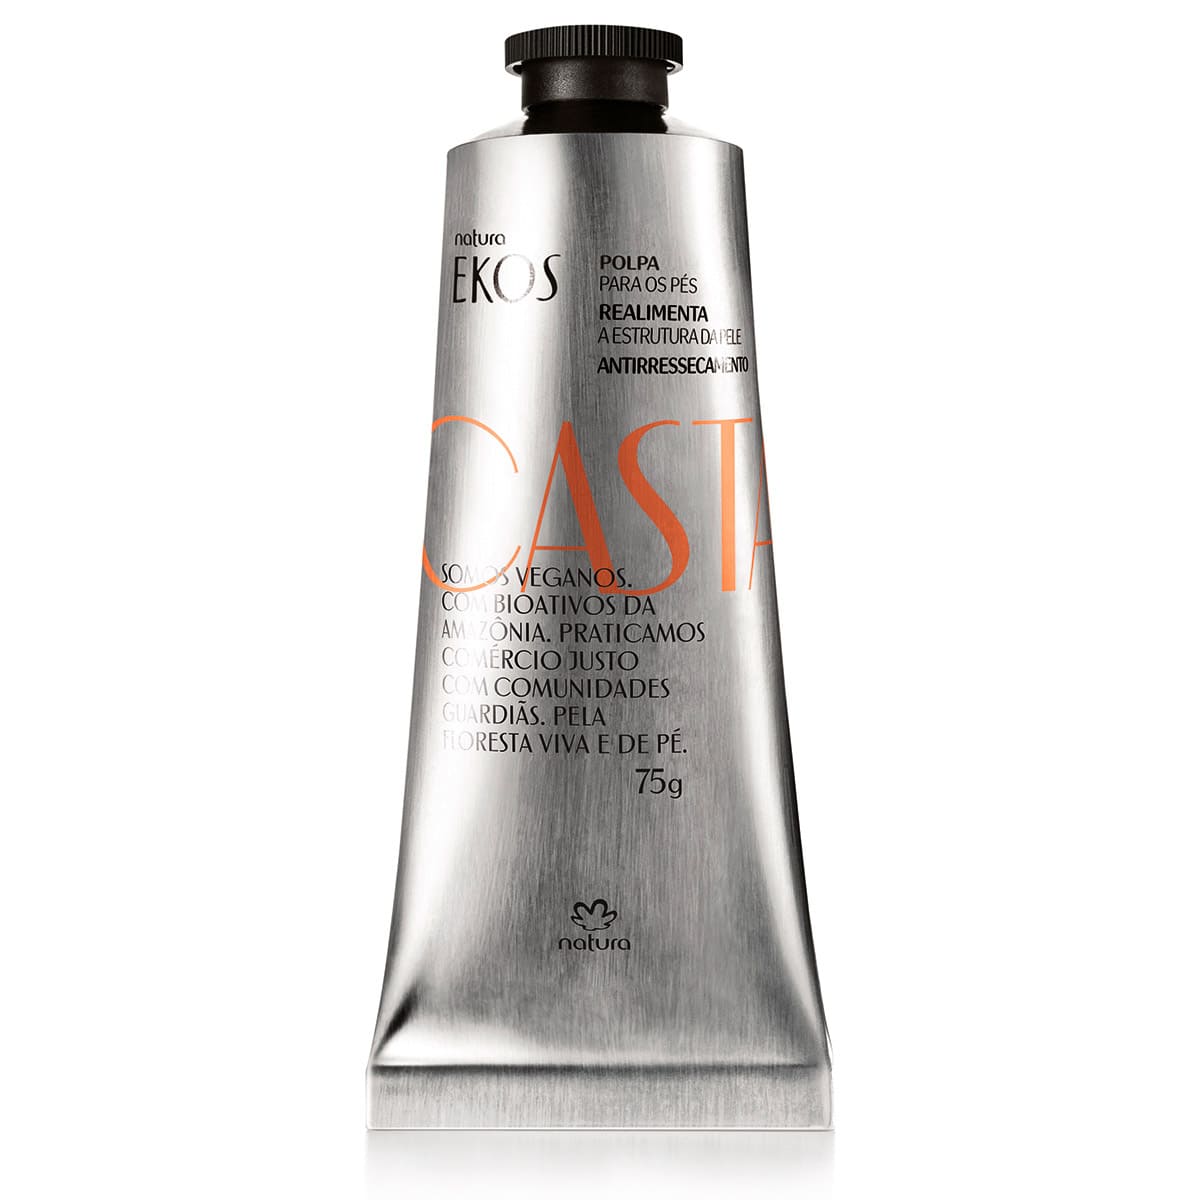 natura
EKOS
POLPA
PARA OS PÉS
REALIMENTA
A ESTRUTURA DA PELE
ANTIRRESSECAMENTO
CASTA
SOMOS VEGANOS.
COM BIOATIVOS DA
AMAZÔNIA. PRATICAMOS
COMÉRCIO JUSTO
COM COMUNIDADES
GUARDIÃS. PELA
FLORESTA VIVA E DE PÉ.
75g
natura